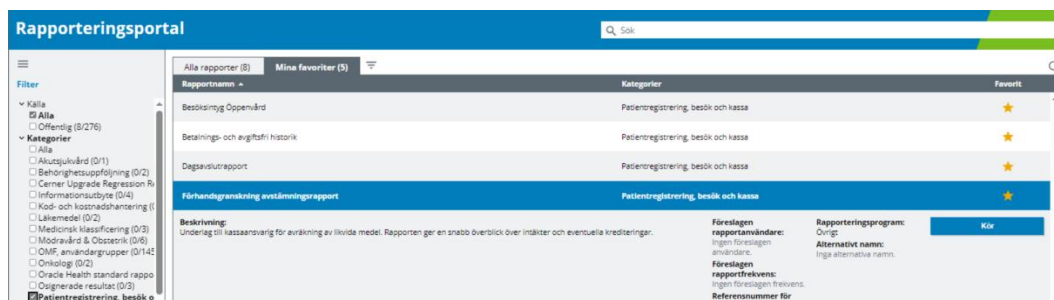 Rapporteringsportal
Sök
Filter
Källa
Alla
Offentlig (8/276)
Kategorier
Alla
Akutsjukvård (0/1)
Behörighetsuppföljning (0/2)
Cerner Upgrade Regression R
Informationsutbyte (0/4)
Kod- och kostnadshantering (
Läkemedel (0/2)
Medicinsk klassificering (0/3)
Mödravård & Obstetrik (0/6)
OMF, användargrupper (0/145
Onkologi (0/2)
Oracle Health standard rappo
Osignerade resultat (0/3)
Patientregistrering, besök o
Alla rapporter (8) Mina favoriter (5)
Rapportnamn Kategorier Favorit
Besöksintyg Öppenvård Patientregistrering, besök och kassa
Betalnings- och avgiftsfri historik Patientregistrering, besök och kassa
Dagsavslutrapport Patientregistrering, besök och kassa
Förhandsgranskning avstämningsrapport Patientregistrering, besök och kassa
Beskrivning:
Underlag till kassaansvarig för avräkning av likvida medel. Rapporten ger en snabb överblick över intäkter och eventuella krediteringar.
Föreslagen
rapportanvändare:
Ingen föreslagen
användare.
Föreslagen
rapportfrekvens:
Ingen föreslagen frekvens.
Referensnummer för
Rapporteringsprogram:
Övrigt
Alternativt namn:
Inga alternativa namn.
Kör